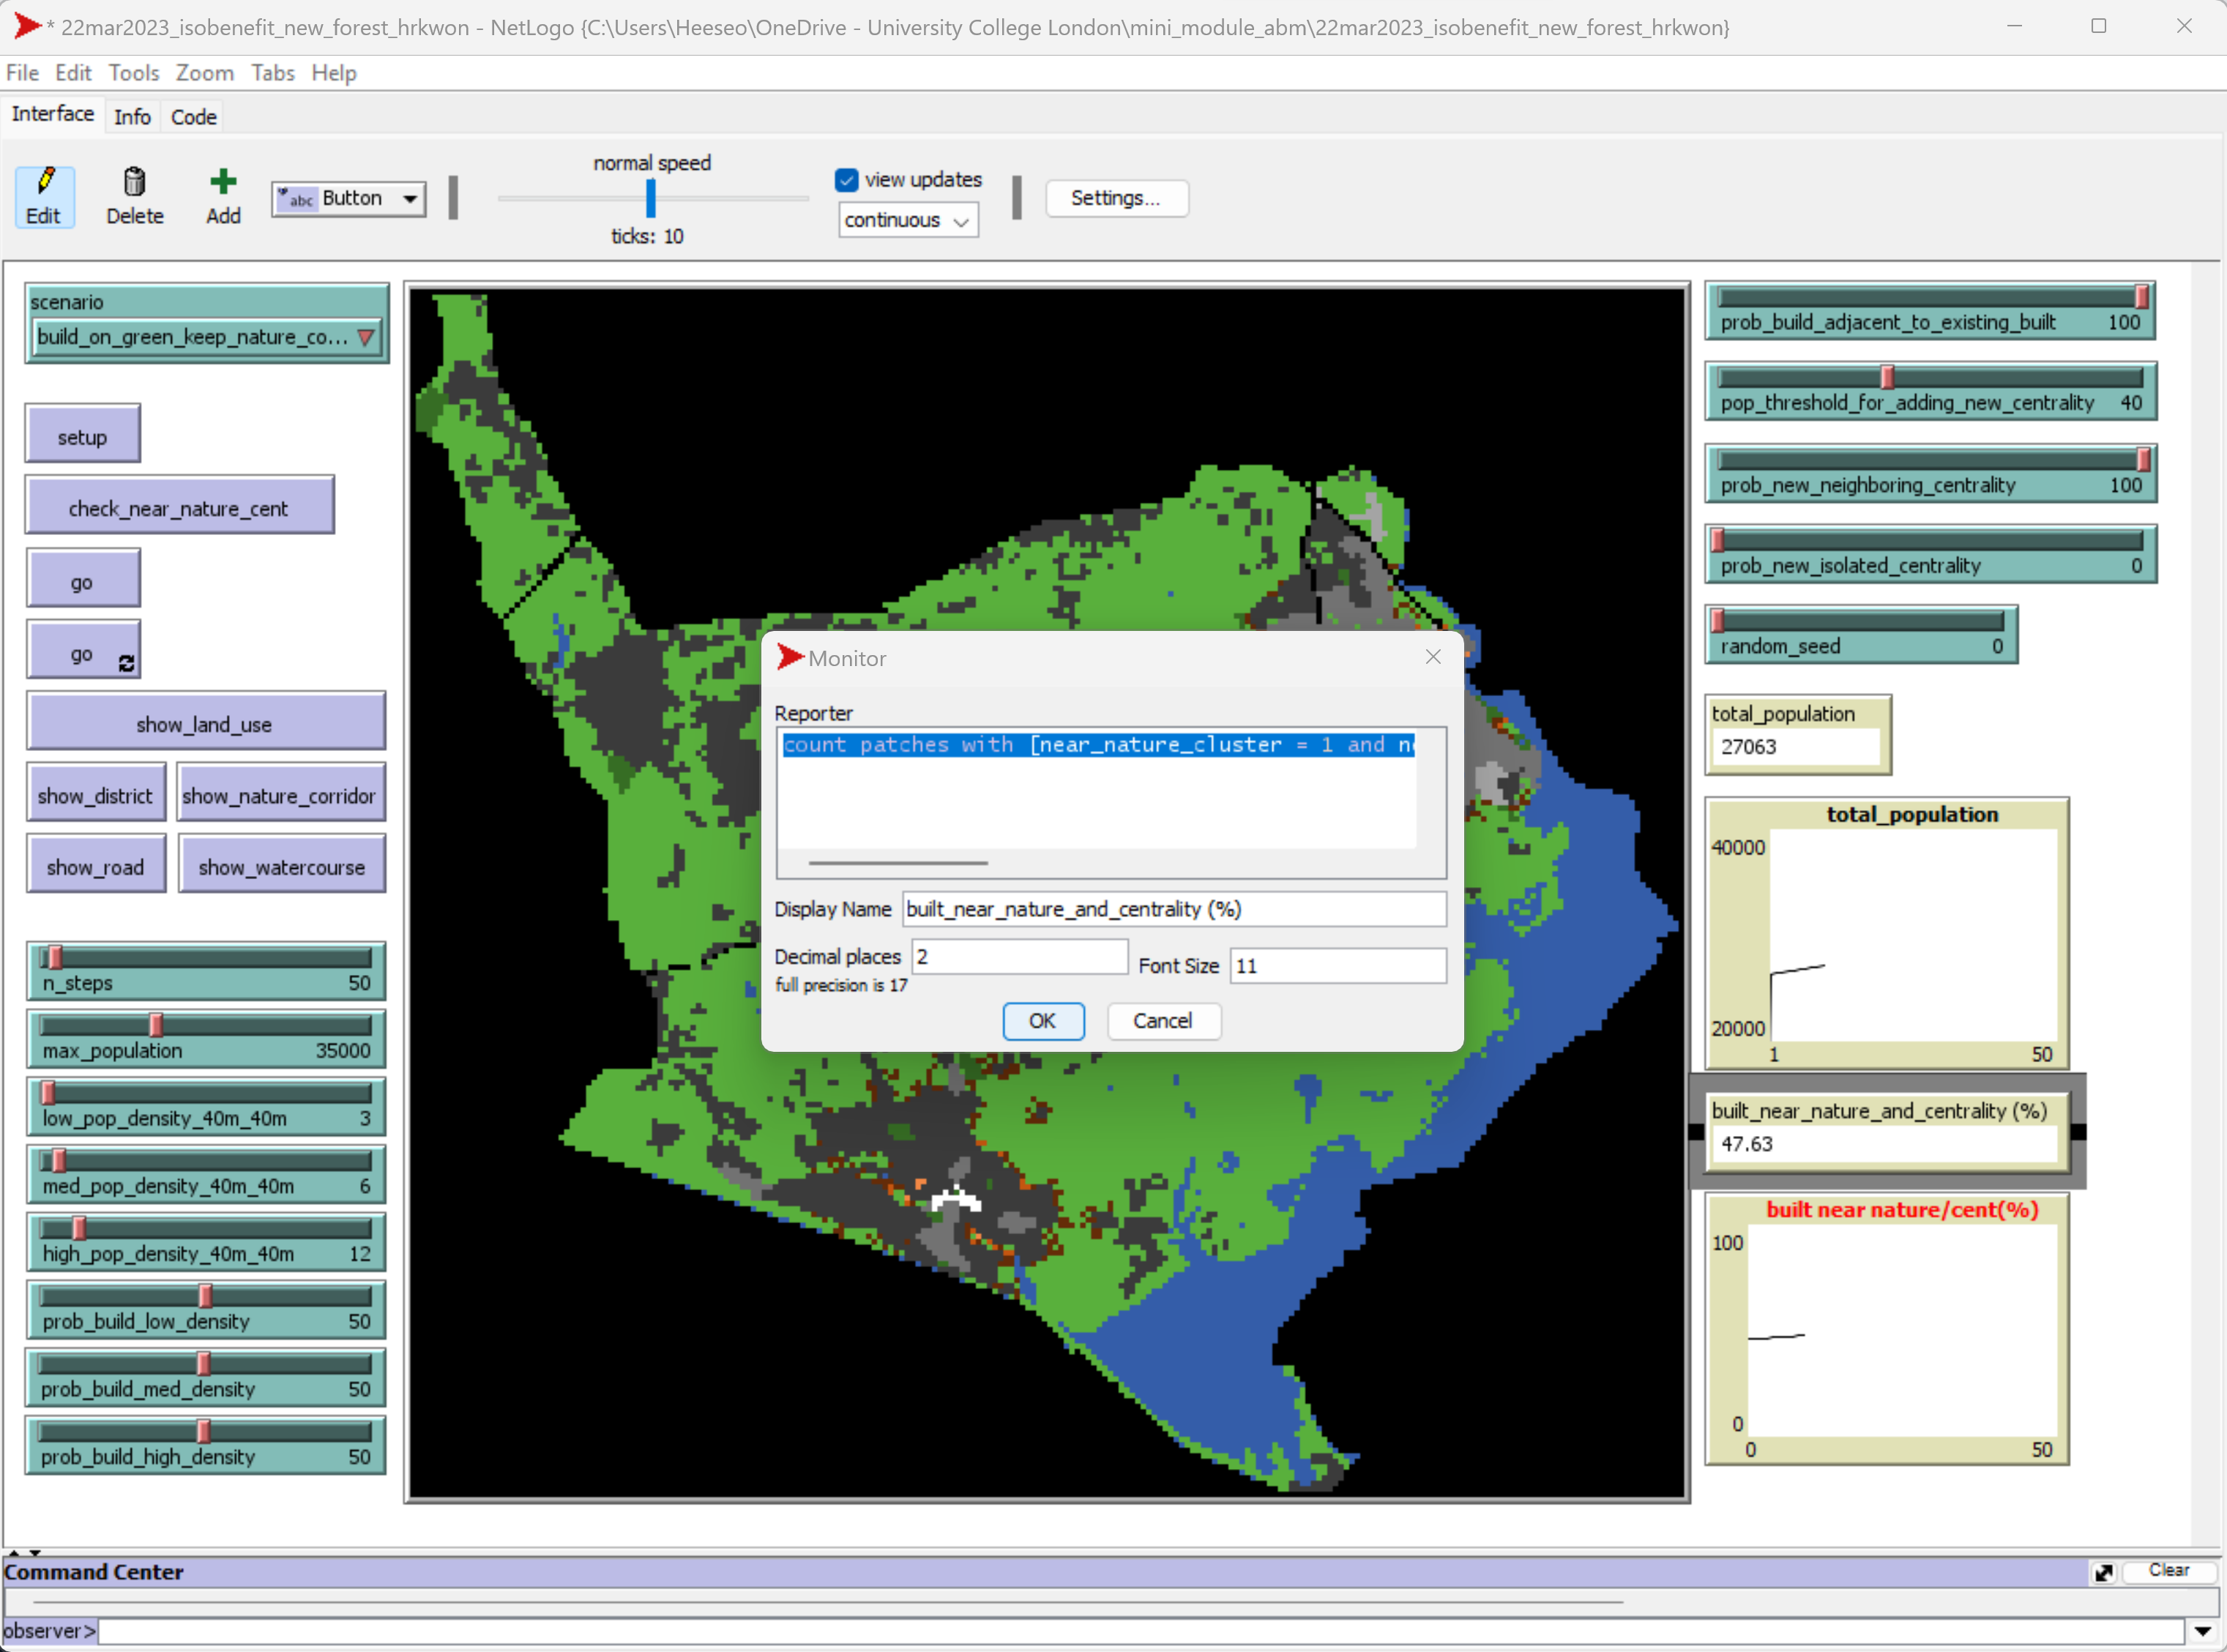 * 22mar2023_isobenefit_new_forest_hrkwon - NetLogo {C:\Users\Heeseo\OneDrive - University College London\mini_module_abm\22mar2023_isobenefit_new_forest_hrkwon}
File Edit Tools Zoom Tabs Help
Interface Info Code
Edit
Delete
Add
abc Button
normal speed
ticks: 10
view updates
continuous
Settings...
scenario
build_on_green_keep_nature_co...
setup
check_near_nature_cent
go
go
show_land_use
show_district show_nature_corridor
show_road show_watercourse
n_steps 50
max_population 35000
low_pop_density_40m_40m 3
med_pop_density_40m_40m 6
high_pop_density_40m_40m 12
prob_build_low_density 50
prob_build_med_density 50
prob_build_high_density 50
Monitor
Reporter
count patches with [near_nature_cluster = 1 and
Display Name built_near_nature_and_centrality (%)
Decimal places 2
full precision is 17
Font Size 11
OK Cancel
prob_build_adjacent_to_existing_built 100
pop_threshold_for_adding_new_centrality 40
prob_new_neighboring_centrality 100
prob_new_isolated_centrality 0
random_seed 0
total_population
27063
total_population
40000
20000
1 50
built_near_nature_and_centrality (%)
47.63
built near nature/cent(%)
100
0
0 50
Command Center Clear
observer>